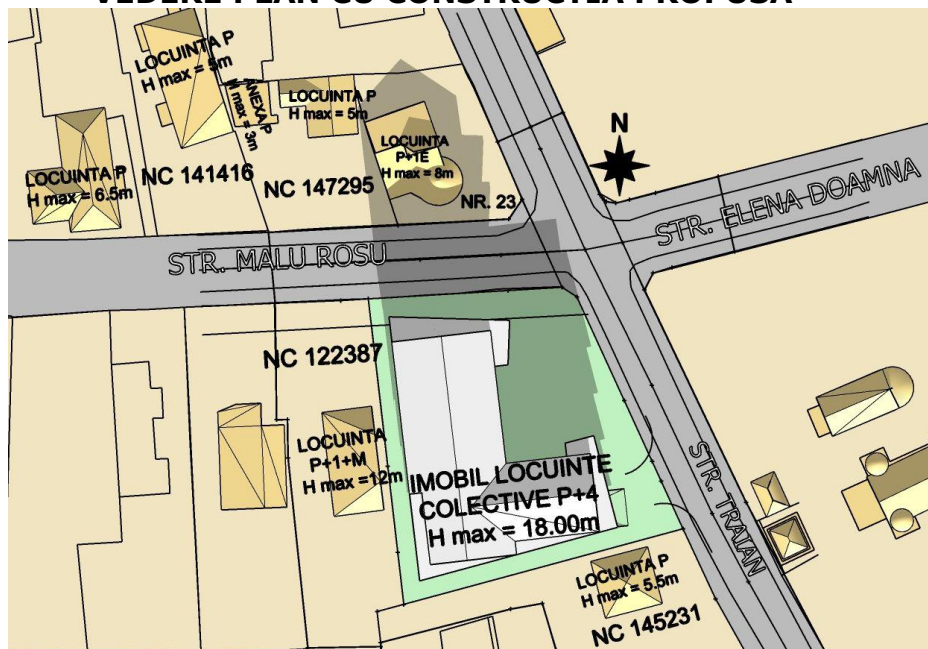 VEDERE PLAN CU CONSTRUCTIA PROPUSA
LOCUINTA P
H max = 5m
ANEXA P
H max = 3m
LOCUINTA P
H max = 5m
LOCUINTA
P+1E
H max = 8m
N
LOCUINTA P
H max = 6.5m
NC 141416
NC 147295
NR. 23
STR. ELENA DOAMNA
STR. MALU ROSU
NC 122387
LOCUINTA
P+1+M
H max =12m
IMOBIL LOCUINTE
COLECTIVE P+4
H max = 18.00m
STR. TRAIAN
LOCUINTA P
H max = 5.5m
NC 145231